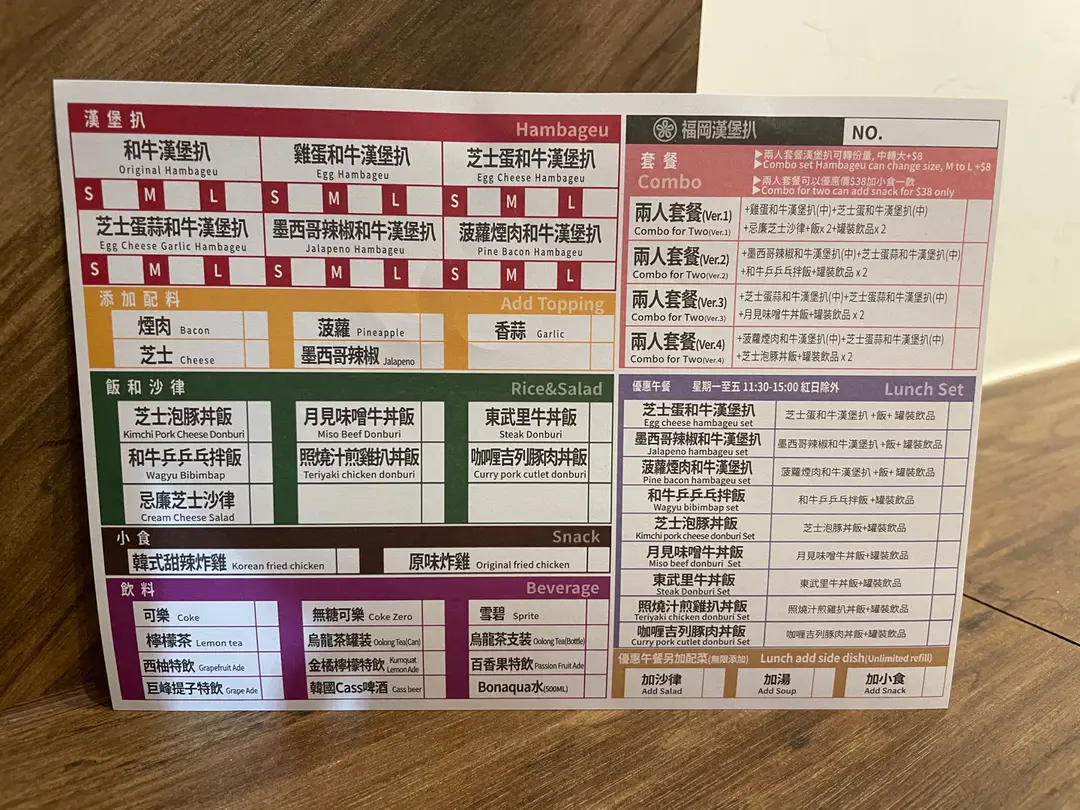 漢堡扒 Hambageu
和牛漢堡扒 雞蛋和牛漢堡扒 芝士蛋和牛漢堡扒
Original Hambageu Egg Hambageu Egg Cheese Hambageu
S M L S M L S M L
芝士蛋蒜和牛漢堡扒 墨西哥辣椒和牛漢堡扒 菠蘿煙肉和牛漢堡扒
Egg Cheese Garlic Hambageu Jalapeno Hambageu Pine Bacon Hambageu
S M L S M L S M L
添加配料 Add Topping
煙肉 Bacon 菠蘿 Pineapple 香蒜 Garlic
芝士 Cheese 墨西哥辣椒 Jalapeno
飯和沙律 Rice&Salad
芝士泡豚丼飯 月見味噌牛丼飯 東武里牛丼飯
Kimchi Pork Cheese Donburi Miso Beef Donburi Steak Donburi
和牛乒乒乓拌飯 照燒汁煎雞扒丼飯 咖喱吉列豚肉丼飯
Wagyu Bibimbap Teriyaki chicken donburi Curry pork cutlet donburi
忌廉芝士沙律
Cream Cheese Salad
小食 Snack
韓式甜辣炸雞 Korean fried chicken 原味炸雞 Original fried chicken
飲料 Beverage
可樂 Coke 無糖可樂 Coke Zero 雪碧 Sprite
檸檬茶 Lemon tea 烏龍茶罐装 Oolong Tea(Can) 烏龍茶支装 Oolong Tea(Bottle)
西柚特飲 Grapefruit Ade 金橘檸檬特飲 Kumquat Lemon Ade 百香果特飲 Passion Fruit Ade
巨峰提子特飲 Grape Ade 韓國Cass啤酒 Cass beer Bonaqua水(500ML)
福岡漢堡扒 NO.
套餐
Combo
▶兩人套餐漢堡扒可轉份量, 中轉大+$8
▶Combo set Hambageu can change size, M to L +$8
▶兩人套餐可以優惠價$38加小食一款
▶Combo for two can add snack for $38 only
兩人套餐(Ver.1)
Combo for Two(Ver.1)
+雞蛋和牛漢堡扒(中)+芝士蛋和牛漢堡扒(中)
+忌廉芝士沙律+飯x 2+罐裝飲品x 2
兩人套餐(Ver.2)
Combo for Two(Ver.2)
+墨西哥辣椒和牛漢堡扒(中)+芝士蛋蒜和牛漢堡扒(中)
+和牛乒乒乓拌飯+罐裝飲品 x 2
兩人套餐(Ver.3)
Combo for Two(Ver.3)
+芝士蛋蒜和牛漢堡扒(中)+芝士蛋和牛漢堡扒(中)
+月見味噌牛丼飯+罐裝飲品 x 2
兩人套餐(Ver.4)
Combo for Two(Ver.4)
+菠蘿煙肉和牛漢堡扒(中)+芝士蛋和牛漢堡扒(中)
+芝士泡豚丼飯+罐裝飲品 x 2
優惠午餐 星期一至五 11:30-15:00 紅日除外 Lunch Set
芝士蛋和牛漢堡扒 芝士蛋和牛漢堡扒 +飯+ 罐裝飲品
Egg cheese hambageu set
墨西哥辣椒和牛漢堡扒 墨西哥辣椒和牛漢堡扒 +飯+ 罐裝飲品
Jalapeno hambageu set
菠蘿煙肉和牛漢堡扒 菠蘿煙肉和牛漢堡扒 +飯+ 罐裝飲品
Pine bacon hambageu set
和牛乒乒乓拌飯 和牛乒乒乓拌飯 +罐裝飲品
Wagyu bibimbap set
芝士泡豚丼飯 芝士泡豚丼飯+罐裝飲品
Kimchi pork cheese donburi Set
月見味噌牛丼飯 月見味噌牛丼飯+罐裝飲品
Miso beef donburi Set
東武里牛丼飯 東武里牛丼飯+罐裝飲品
Steak Donburi Set
照燒汁煎雞扒丼飯 照燒汁煎雞扒丼飯+罐裝飲品
Teriyaki chicken donburi Set
咖喱吉列豚肉丼飯 咖喱吉列豚肉丼飯+罐裝飲品
Curry pork cutlet donburi Set
優惠午餐另加配菜(無限添加) Lunch add side dish(Unlimited refill)
加沙律 加湯 加小食
Add Salad Add Soup Add Snack